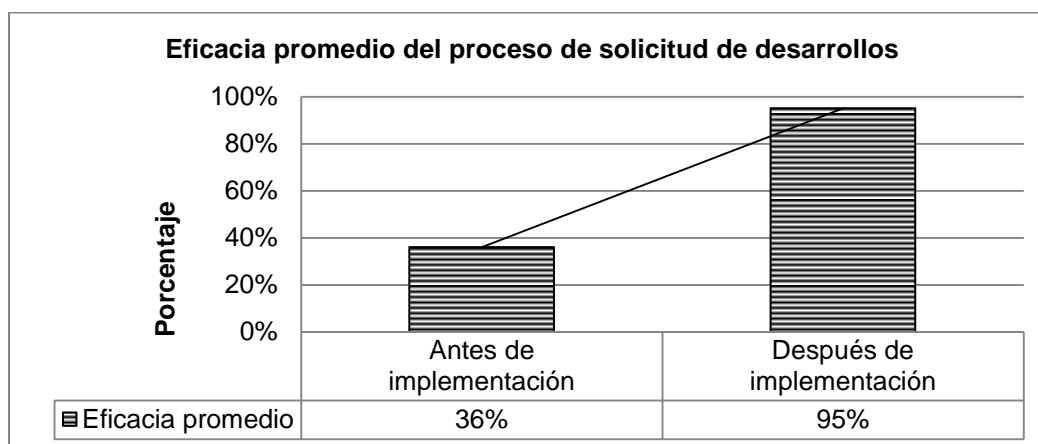 Eficacia promedio del proceso de solicitud de desarrollos
Porcentaje
100%
80%
60%
40%
20%
0%
Antes de
implementación
Después de
implementación
Eficacia promedio 36% 95%